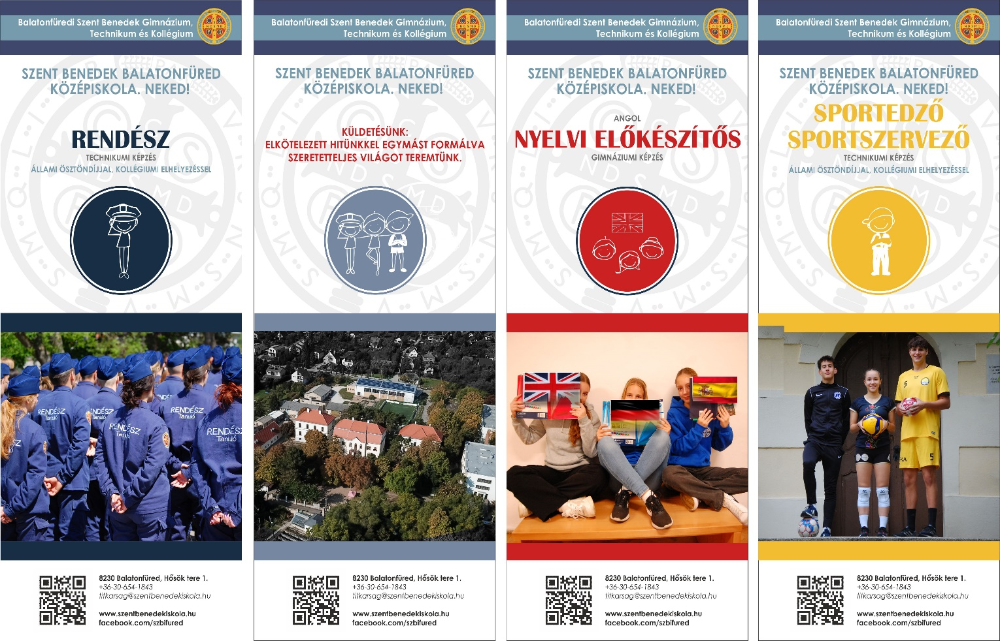 Balatonfüredi Szent Benedek Gimnázium,
Technikum és Kollégium
SZENT BENEDEK BALATONFÜRED
KÖZÉPISKOLA. NEKED!
RENDÉSZ
TECHNIKUMI KÉPZÉS
ÁLLAMI ÖSZTÖNDÍJJAL, KOLLÉGIUMI ELHELYEZÉSSEL
RENDÉSZ
Tanuló
RENDÉSZ
Tanuló
RENDÉSZ
Tanuló
RENDÉSZ
Tanuló
8230 Balatonfüred, Hősök tere 1.
+36-30-654-1843
titkarsag@szentbenedekiskola.hu
www.szentbenedekiskola.hu
facebook.com/szbifured
Balatonfüredi Szent Benedek Gimnázium,
Technikum és Kollégium
SZENT BENEDEK BALATONFÜRED
KÖZÉPISKOLA. NEKED!
KÜLDETÉSÜNK:
ELKÖTELEZETT HITÜNKKEL EGYMÁST FORMÁLVA
SZERETETTELJES VILÁGOT TEREMTÜNK.
8230 Balatonfüred, Hősök tere 1.
+36-30-654-1843
titkarsag@szentbenedekiskola.hu
www.szentbenedekiskola.hu
facebook.com/szbifured
Balatonfüredi Szent Benedek Gimnázium,
Technikum és Kollégium
SZENT BENEDEK BALATONFÜRED
KÖZÉPISKOLA. NEKED!
ANGOL
NYELVI ELŐKÉSZÍTŐS
GIMNÁZIUMI KÉPZÉS
8230 Balatonfüred, Hősök tere 1.
+36-30-654-1843
titkarsag@szentbenedekiskola.hu
www.szentbenedekiskola.hu
facebook.com/szbifured
Balatonfüredi Szent Benedek Gimnázium,
Technikum és Kollégium
SZENT BENEDEK BALATONFÜRED
KÖZÉPISKOLA. NEKED!
SPORTEDZŐ
SPORTSZERVEZŐ
TECHNIKUMI KÉPZÉS
ÁLLAMI ÖSZTÖNDÍJJAL, KOLLÉGIUMI ELHELYEZÉSSEL
5
5
8230 Balatonfüred, Hősök tere 1.
+36-30-654-1843
titkarsag@szentbenedekiskola.hu
www.szentbenedekiskola.hu
facebook.com/szbifured